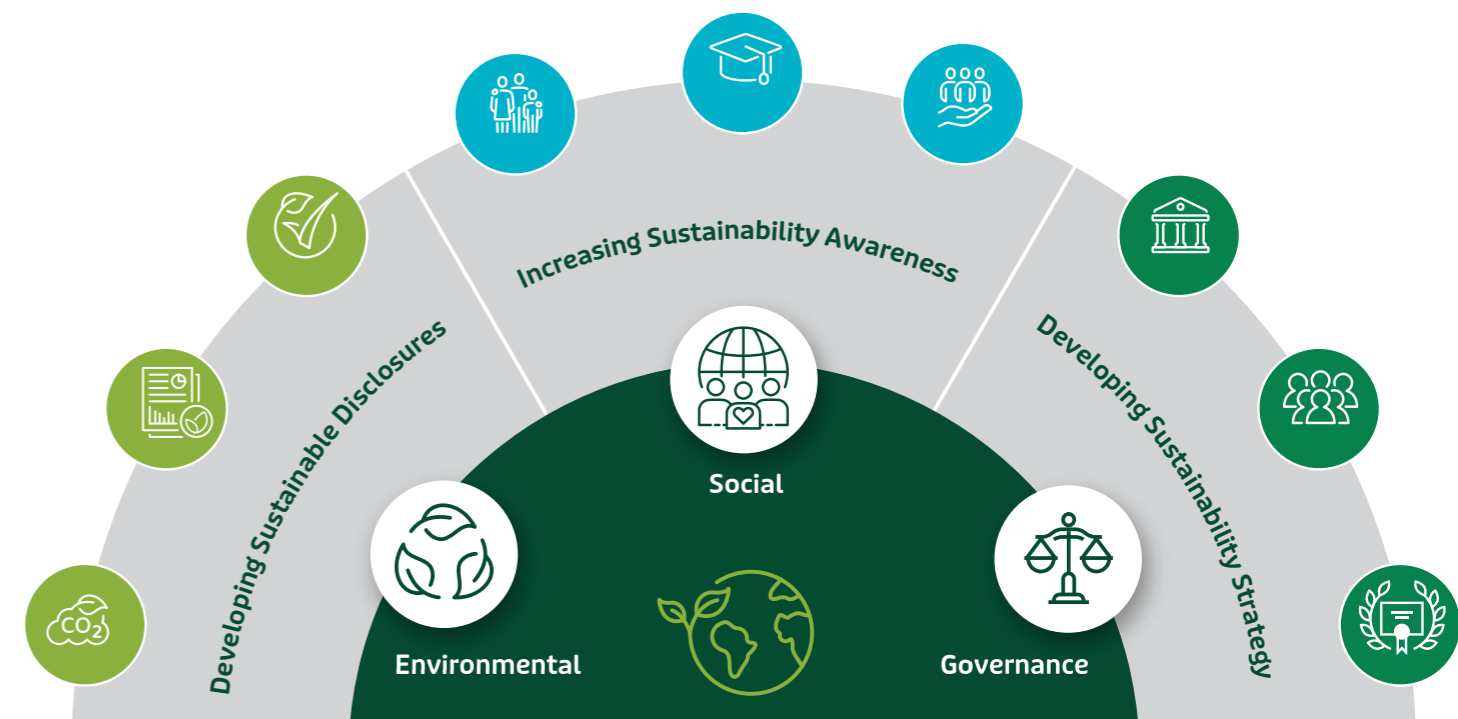 Increasing Sustainability Awareness
Developing Sustainable Disclosures
Developing Sustainability Strategy
Social
Environmental
Governance
CO2